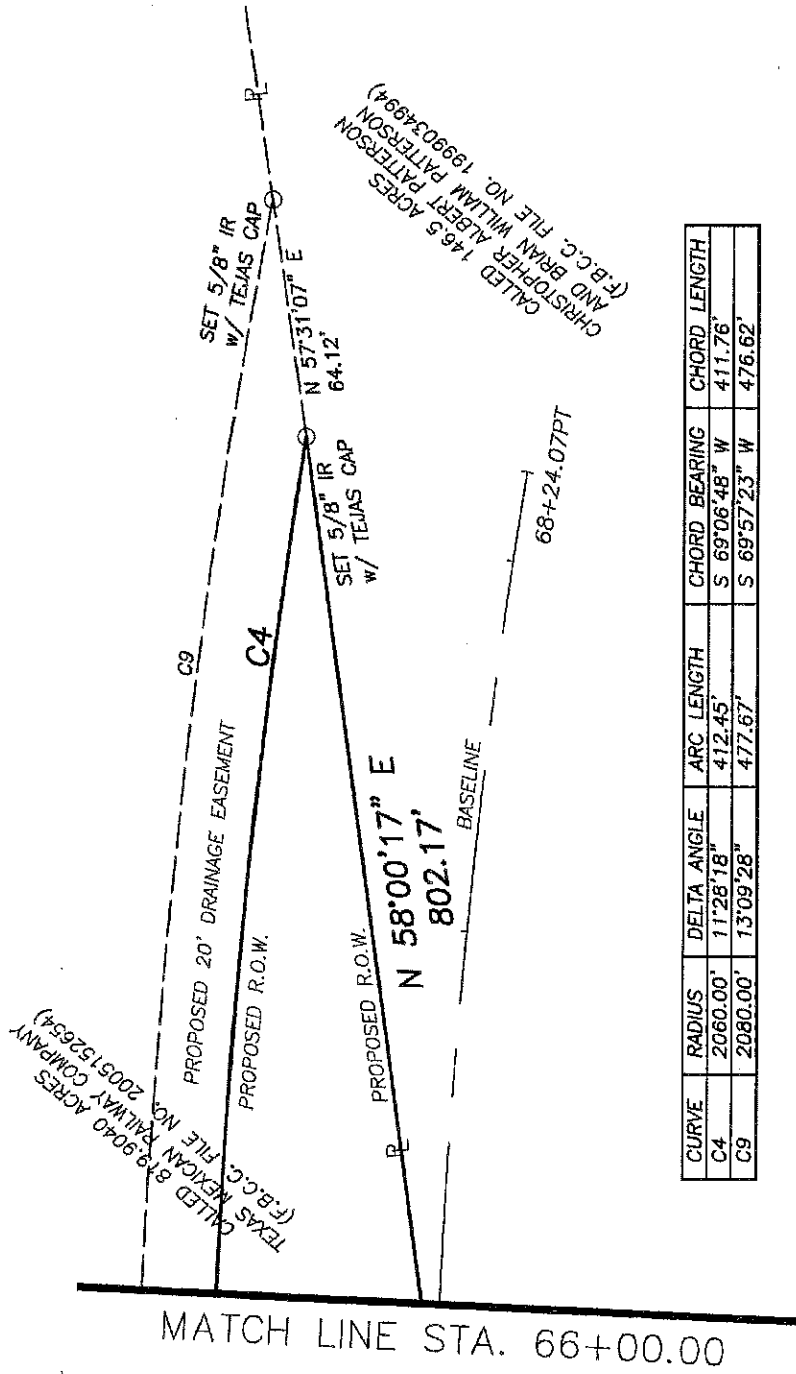 SET 5/8" IR
w/ TEJAS CAP
N 57°31'07" E
64.12'
CALLED 146.5 ACRES
CHRISTOPHER ALBERT PATTERSON
AND BRIAN WILLIAM PATTERSON
(F.B.C.C. FILE NO. 1999034994)
C9
C4
SET 5/8" IR
w/ TEJAS CAP
68+24.07PT
PROPOSED 20' DRAINAGE EASEMENT
PROPOSED R.O.W.
PROPOSED R.O.W.
N 58°00'17" E
802.17'
BASELINE
CALLED 879.9040 ACRES
TEXAS MEXICAN RAILWAY COMPANY
(F.B.C.C. FILE NO. 2005152654)
CURVE RADIUS DELTA ANGLE ARC LENGTH CHORD BEARING CHORD LENGTH
C4 2060.00' 11°28'18" 412.45' S 69°06'48" W 411.76'
C9 2080.00' 13°09'28" 477.67' S 69°57'23" W 476.62'
MATCH LINE STA. 66+00.00